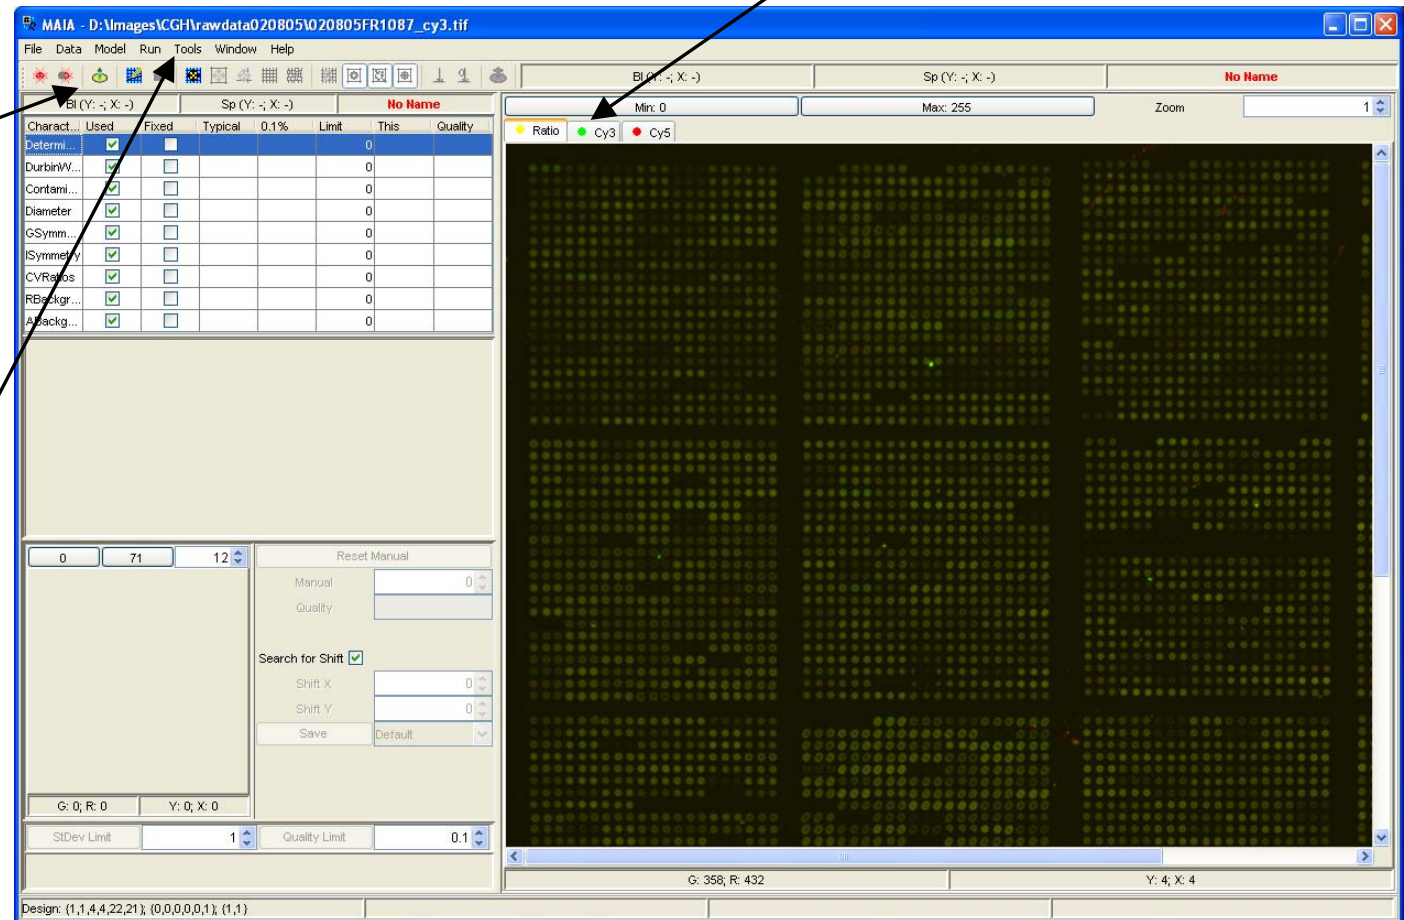 MAIA - D:\Images\CGH\rawdata020805\020805FR1087_cy3.tif
File Data Model Run Tools Window Help
Bl (Y: -; X: -) Sp (Y: -; X: -) No Name
Bl (Y: -; X: -) Sp (Y: -; X: -) No Name
Min: 0 Max: 255 Zoom 1
Charact... Used Fixed Typical 0.1% Limit This Quality
Ratio Cy3 Cy5
Determi... 0
DurbinW... 0
Contami... 0
Diameter 0
GSymm... 0
ISymmetry 0
CVRatios 0
RBackgr... 0
ABackg... 0
0 71 12 Reset Manual
Manual 0
Quality
Search for Shift
Shift X 0
Shift Y 0
Save Default
G: 0; R: 0 Y: 0; X: 0
StDev Limit 1 Quality Limit 0.1
G: 358; R: 432 Y: 4; X: 4
Design: {1,1,4,4,22,21}; {0,0,0,0,0,1}; {1,1}